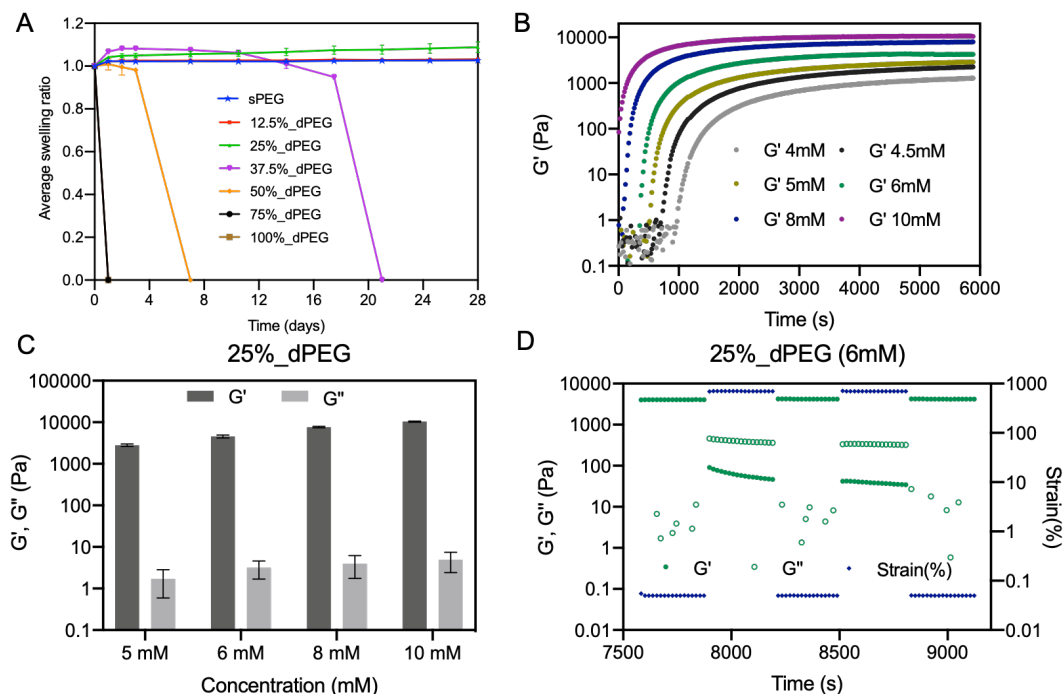 A
Average swelling ratio
1.2
1.0
0.8
0.6
0.4
0.2
0.0
sPEG
12.5%_dPEG
25%_dPEG
37.5%_dPEG
50%_dPEG
75%_dPEG
100%_dPEG
0 4 8 12 16 20 24 28
Time (days)
B
G' (Pa)
10000
1000
100
10
1
0.1
G' 4mM G' 4.5mM
G' 5mM G' 6mM
G' 8mM G' 10mM
0 1000 2000 3000 4000 5000 6000
Time (s)
C
25%_dPEG
G', G" (Pa)
100000
10000
1000
100
10
1
0.1
G' G"
5 mM 6 mM 8 mM 10 mM
Concentration (mM)
D
25%_dPEG (6mM)
G', G" (Pa)
10000
1000
100
10
1
0.1
0.01
G' G" Strain(%)
1000
100
10
1
0.1
0.01
Strain(%)
7500 8000 8500 9000
Time (s)